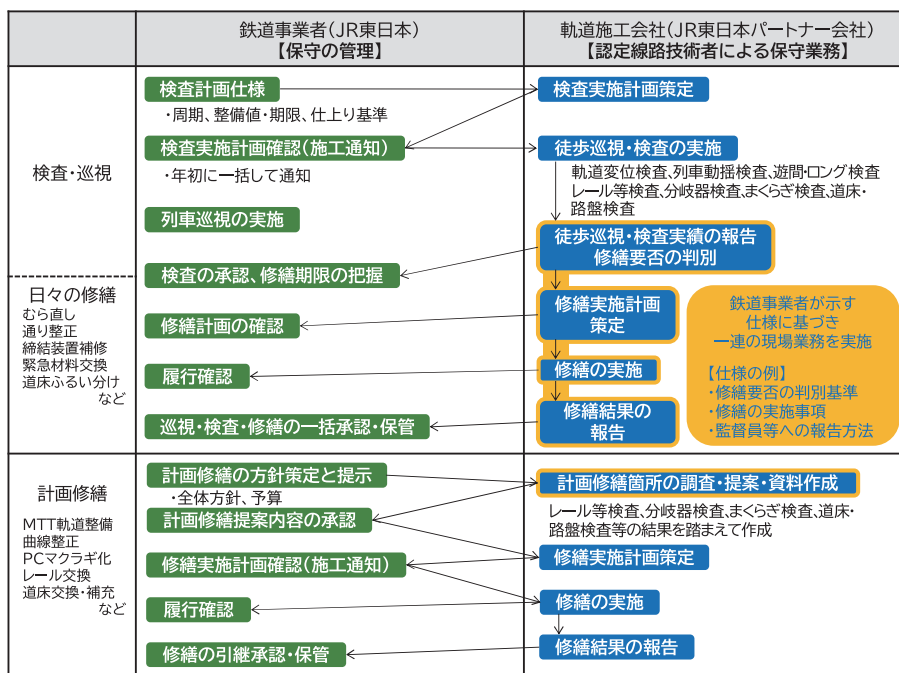 鉄道事業者（JR東日本）
【保守の管理】
軌道施工会社（JR東日本パートナー会社）
【認定線路技術者による保守業務】
検査・巡視
検査計画仕様
・周期、整備値・期限、仕上り基準
検査実施計画策定
検査実施計画確認（施工通知）
・年初に一括して通知
徒歩巡視・検査の実施
軌道変位検査、列車動揺検査、遊間・ロング検査
レール等検査、分岐器検査、まくらぎ検査、道床・
路盤検査
列車巡視の実施
徒歩巡視・検査実績の報告
修繕要否の判別
検査の承認、修繕期限の把握
日々の修繕
むら直し
通り整正
締結装置補修
緊急材料交換
道床ふるい分け
など
修繕実施計画
策定
修繕計画の確認
修繕の実施
履行確認
修繕結果の
報告
巡視・検査・修繕の一括承認・保管
鉄道事業者が示す
仕様に基づき
一連の現場業務を実施
【仕様の例】
・修繕要否の判別基準
・修繕の実施事項
・監督員等への報告方法
計画修繕
MTT軌道整備
曲線整正
PCマクラギ化
レール交換
道床交換・補充
など
計画修繕の方針策定と提示
・全体方針、予算
計画修繕箇所の調査・提案・資料作成
レール等検査、分岐器検査、まくらぎ検査、道床・
路盤検査等の結果を踏まえて作成
計画修繕提案内容の承認
修繕実施計画策定
修繕実施計画確認（施工通知）
修繕の実施
履行確認
修繕結果の報告
修繕の引継承認・保管